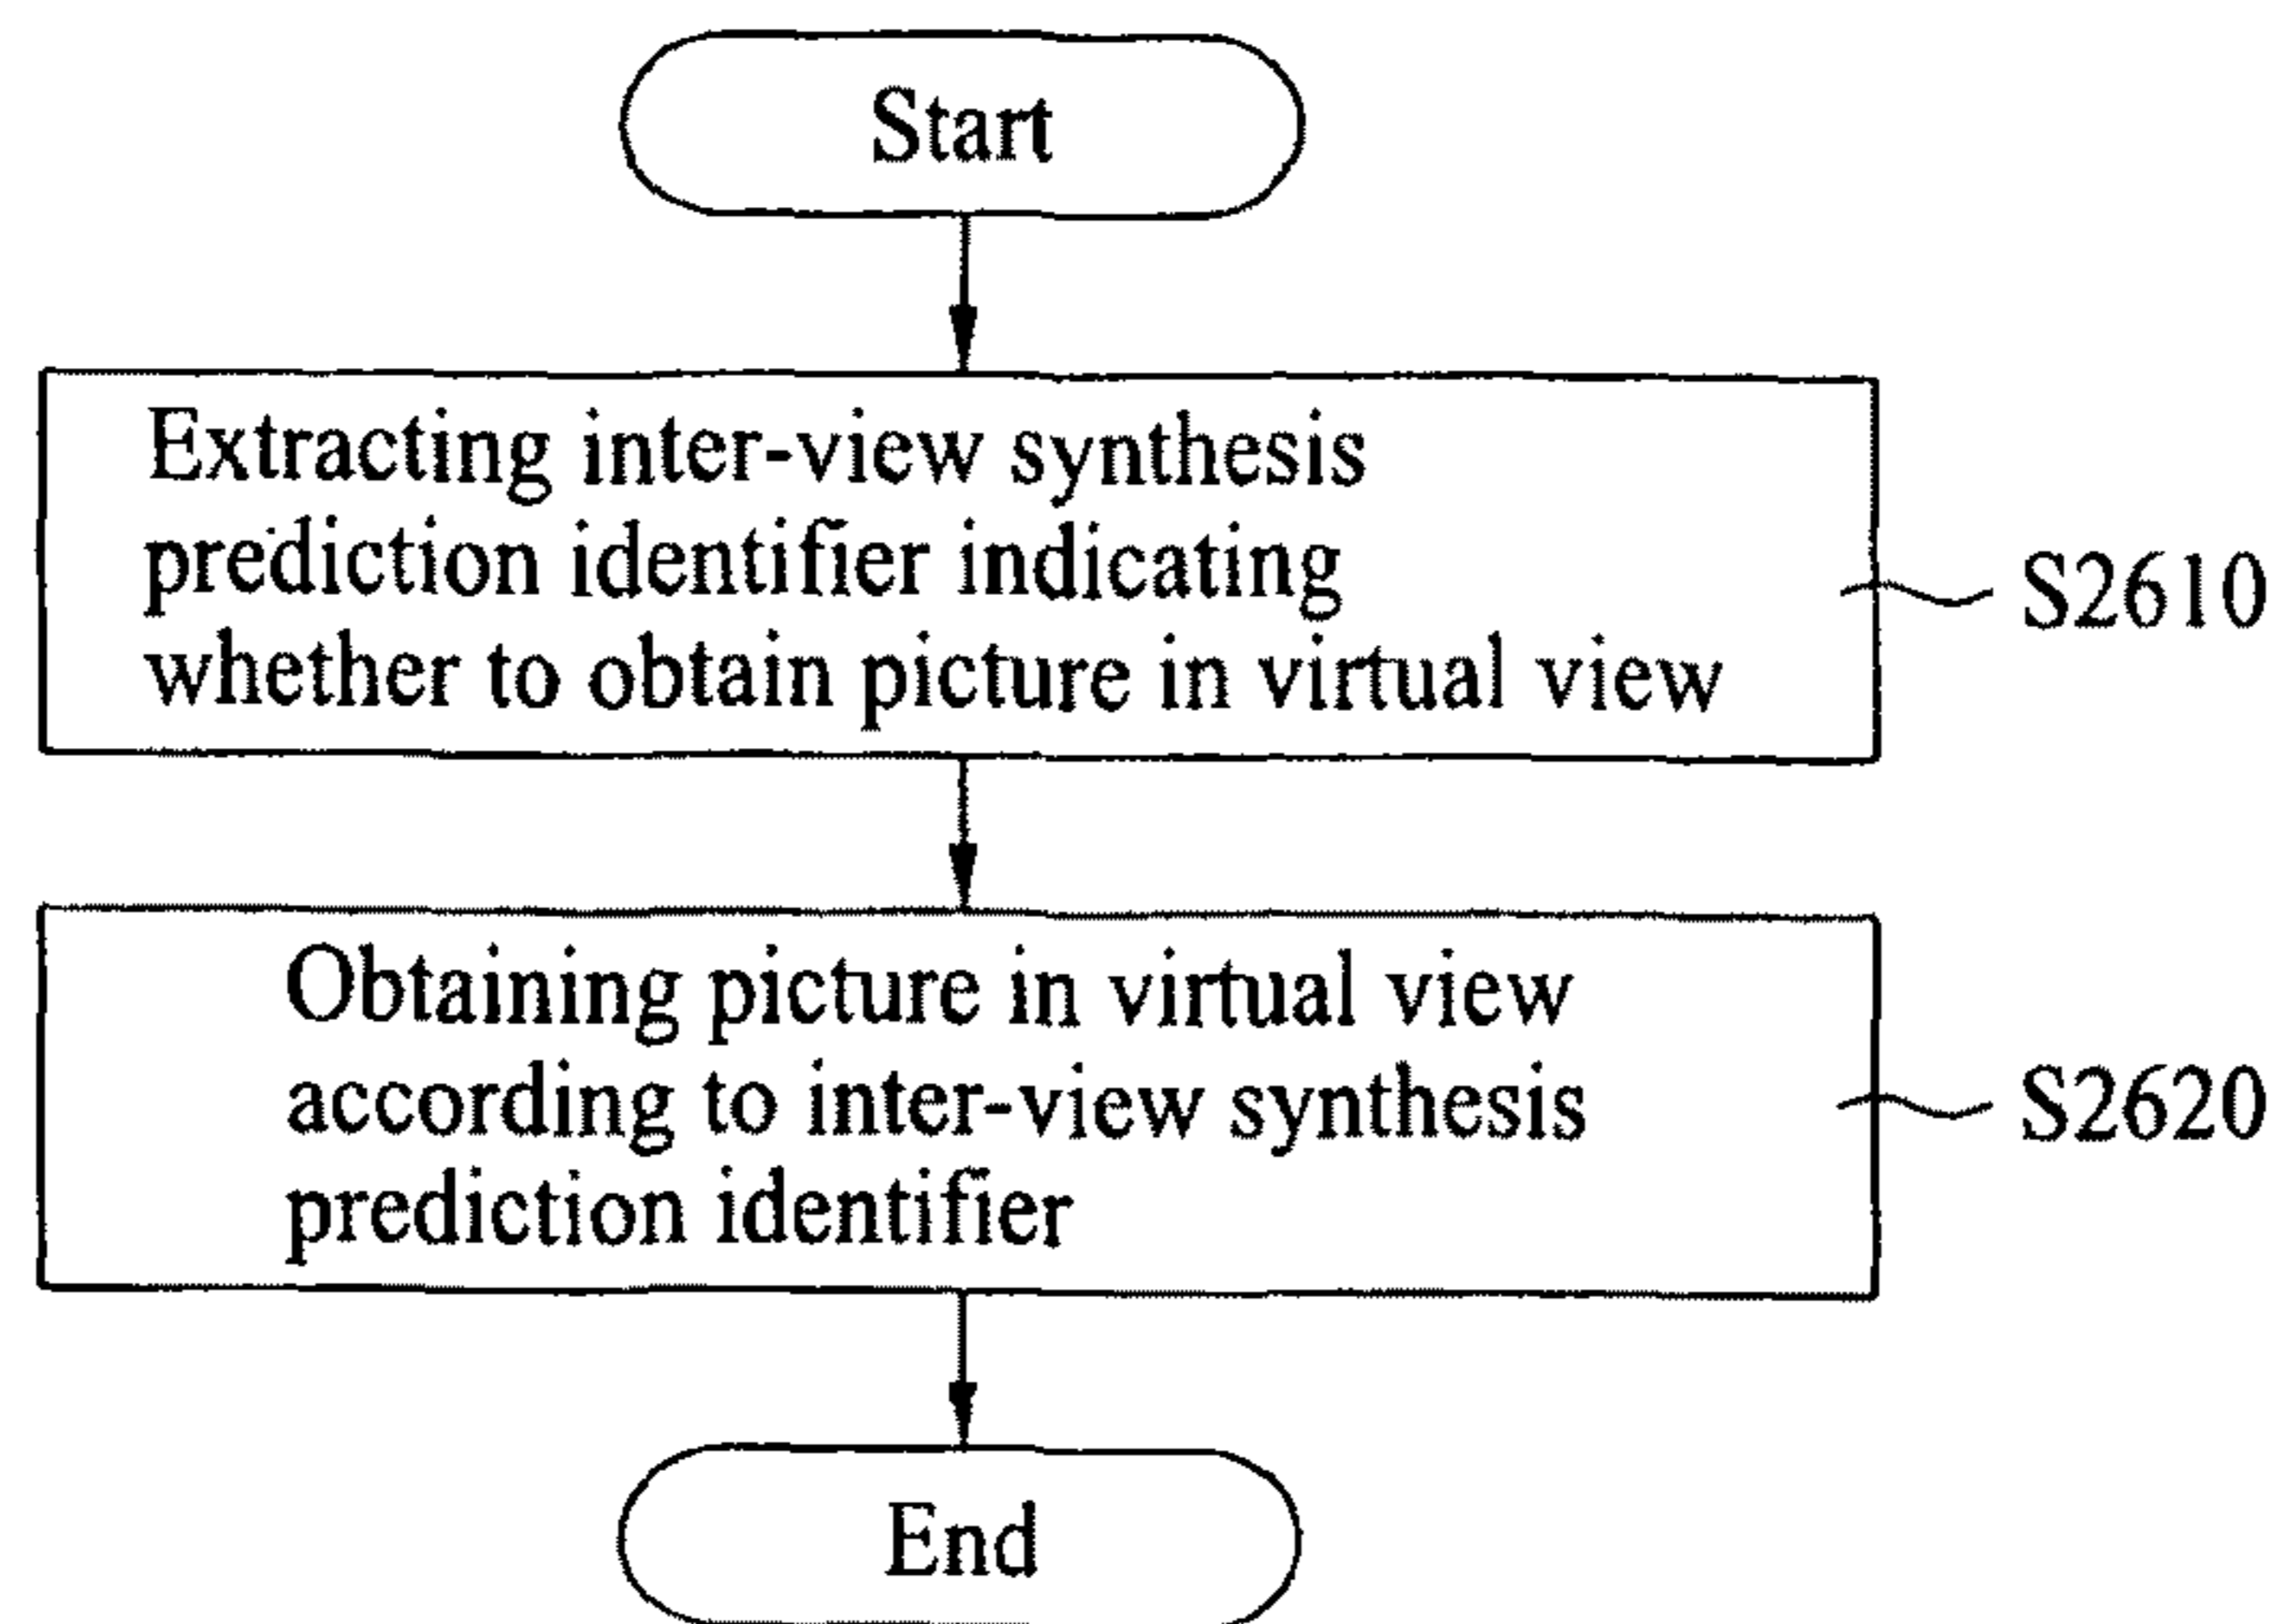 Start
Extracting inter-view synthesis
prediction identifier indicating
whether to obtain picture in virtual view
S2610
Obtaining picture in virtual view
according to inter-view synthesis
prediction identifier
S2620
End